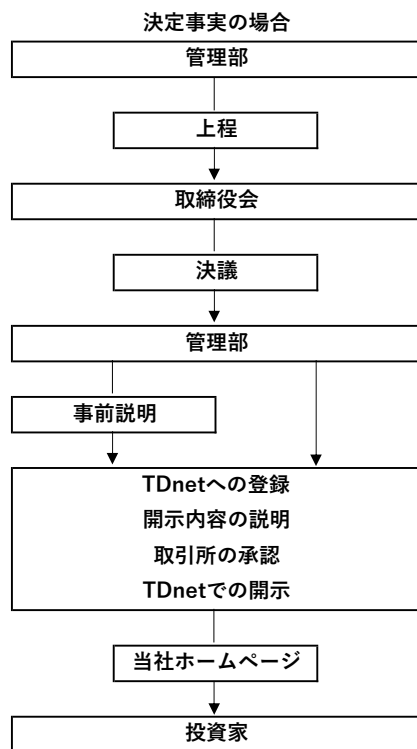 決定事実の場合
管理部
上程
取締役会
決議
管理部
事前説明
TDnetへの登録
開示内容の説明
取引所の承認
TDnetでの開示
当社ホームページ
投資家